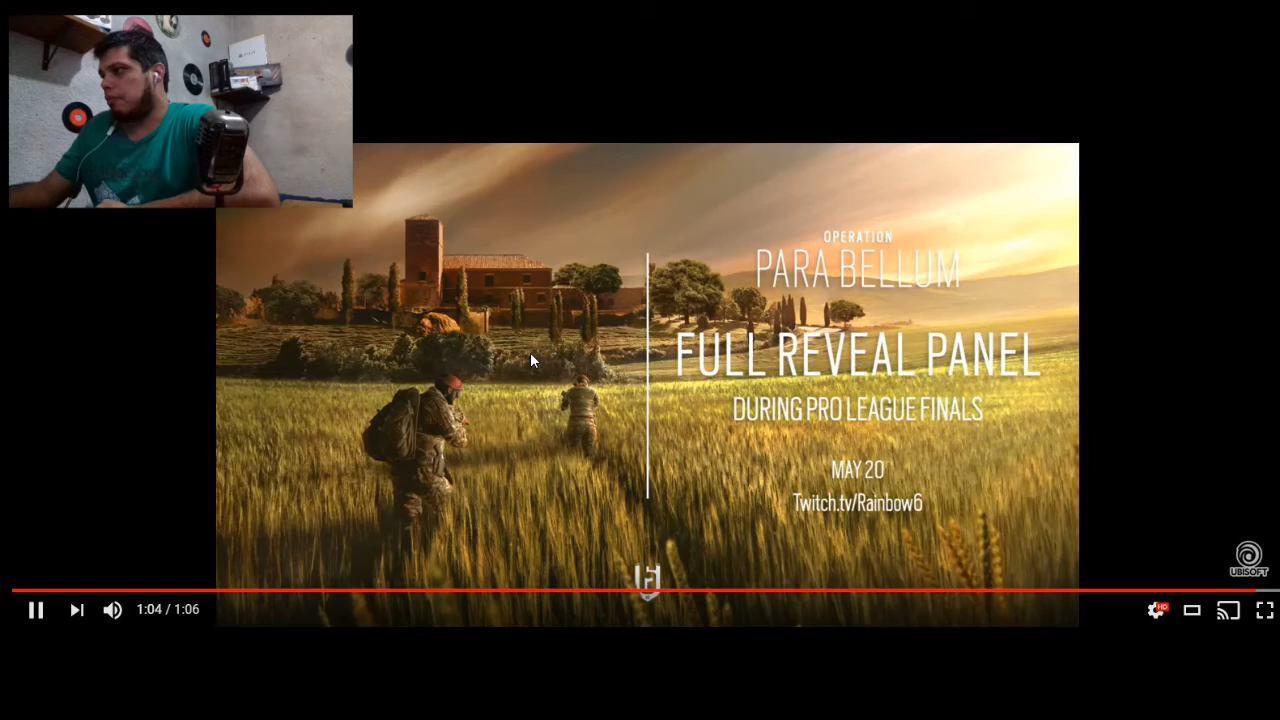 OPERATION
PARA BELLUM
FULL REVEAL PANEL
DURING PRO LEAGUE FINALS
MAY 20
Twitch.tv/Rainbow6
UBISOFT
1:04 / 1:06
HD